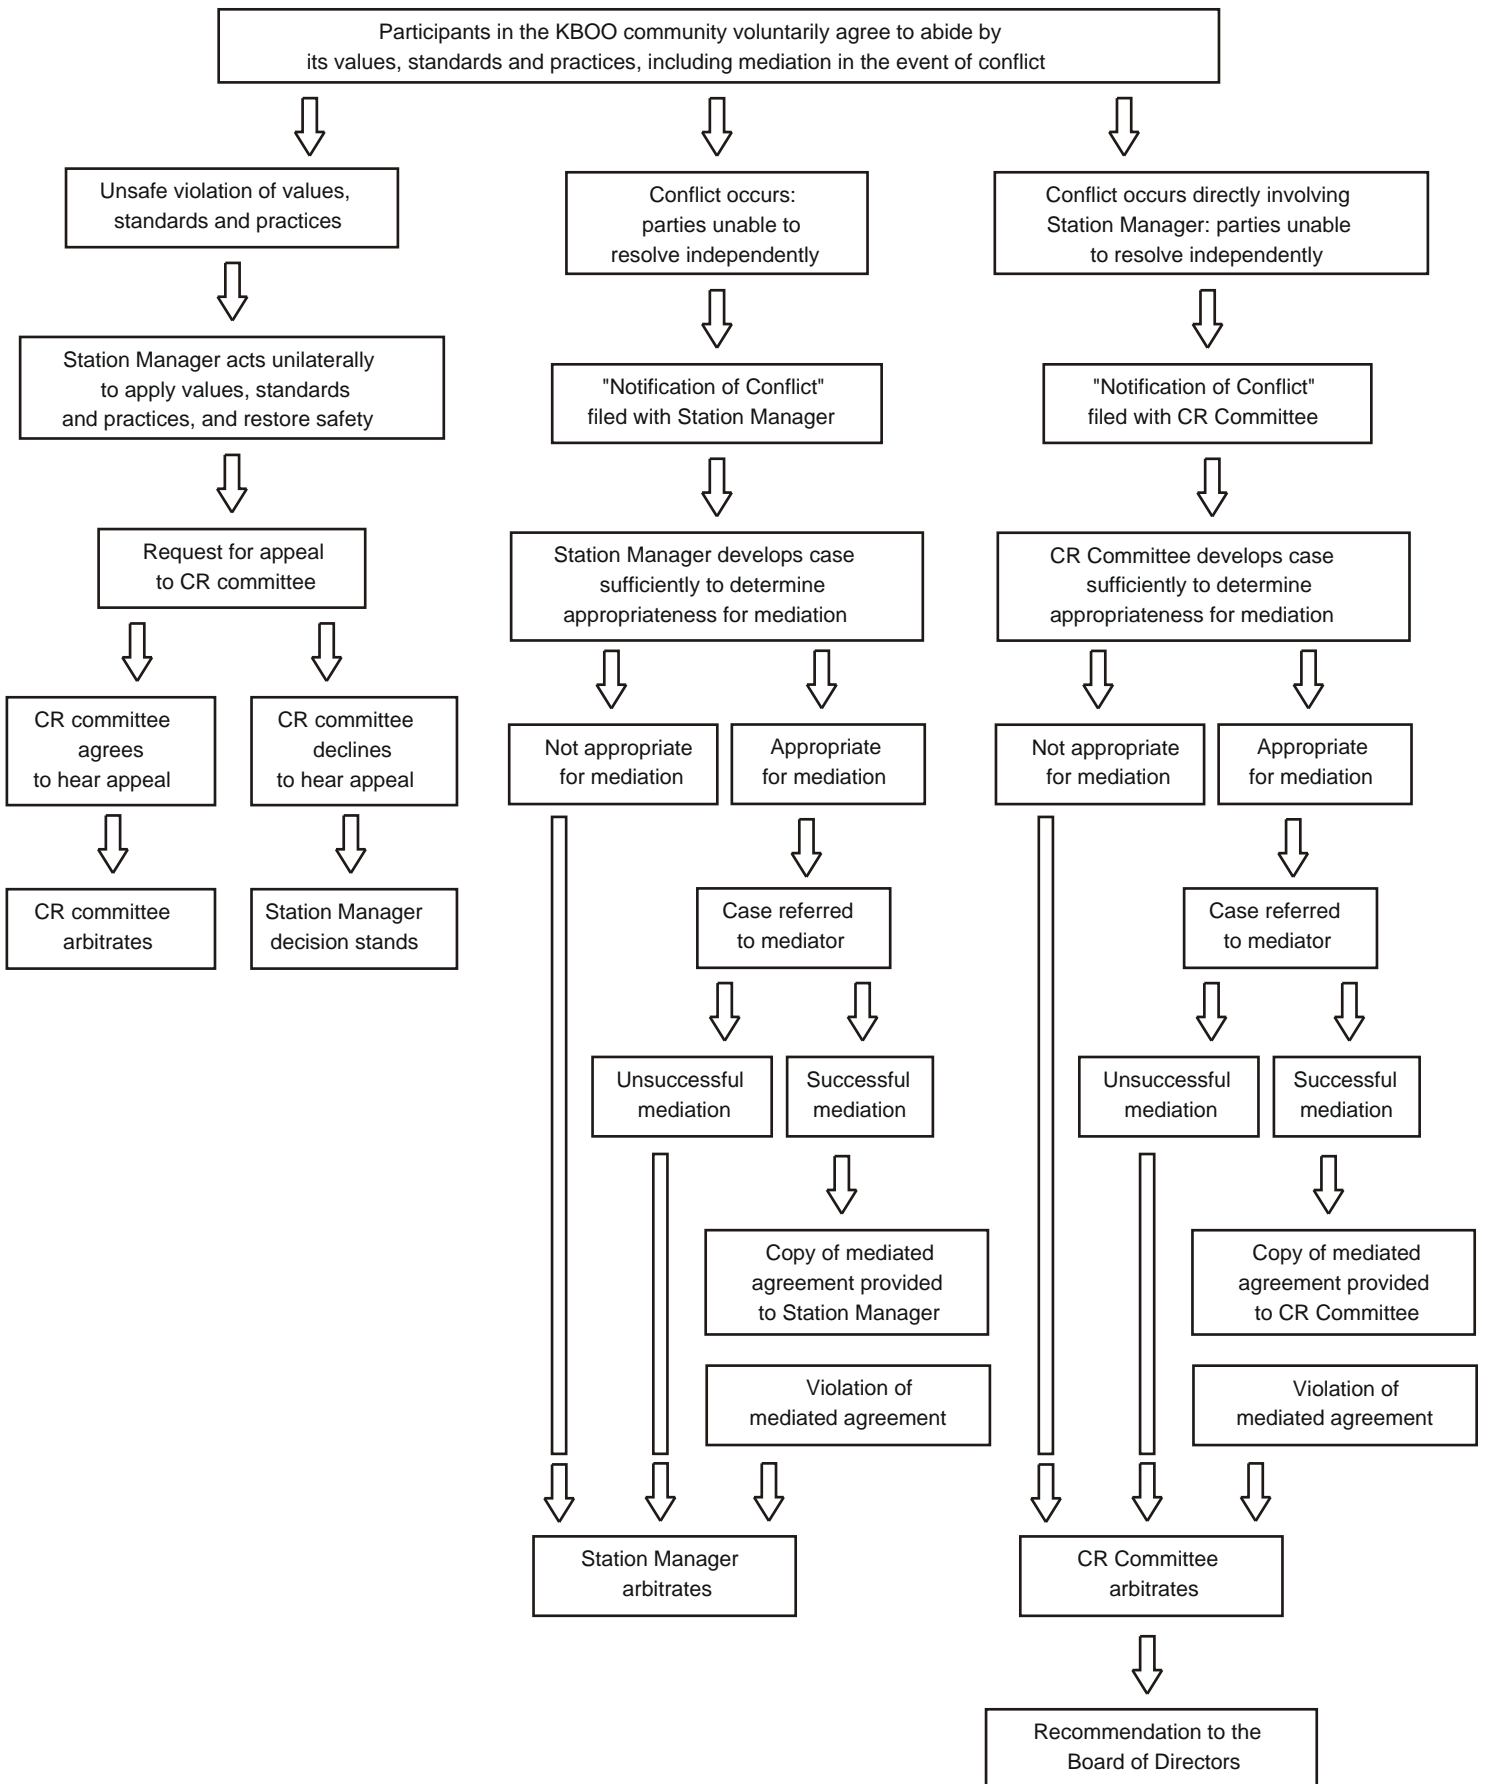 Participants in the KBOO community voluntarily agree to abide by
its values, standards and practices, including mediation in the event of conflict
Unsafe violation of values,
standards and practices
Station Manager acts unilaterally
to apply values, standards
and practices, and restore safety
Request for appeal
to CR committee
CR committee
agrees
to hear appeal
CR committee
declines
to hear appeal
CR committee
arbitrates
Station Manager
decision stands
Conflict occurs:
parties unable to
resolve independently
"Notification of Conflict"
filed with Station Manager
Station Manager develops case
sufficiently to determine
appropriateness for mediation
Not appropriate
for mediation
Appropriate
for mediation
Case referred
to mediator
Unsuccessful
mediation
Successful
mediation
Copy of mediated
agreement provided
to Station Manager
Violation of
mediated agreement
Station Manager
arbitrates
Conflict occurs directly involving
Station Manager: parties unable
to resolve independently
"Notification of Conflict"
filed with CR Committee
CR Committee develops case
sufficiently to determine
appropriateness for mediation
Not appropriate
for mediation
Appropriate
for mediation
Case referred
to mediator
Unsuccessful
mediation
Successful
mediation
Copy of mediated
agreement provided
to CR Committee
Violation of
mediated agreement
CR Committee
arbitrates
Recommendation to the
Board of Directors